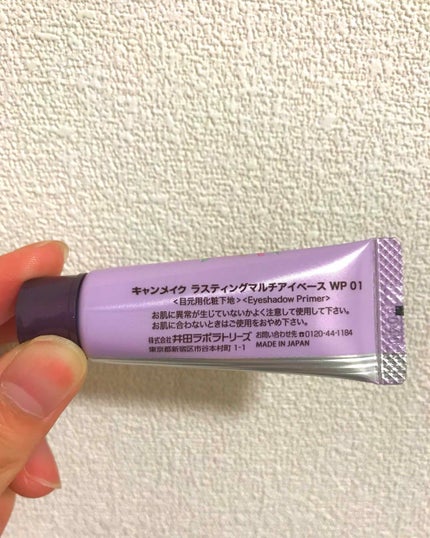 キャンメイク ラスティングマルチアイベース WP 01
<目元用化粧下地> <Eyeshadow Primer>
お肌に異常が生じていないかよく注意して使用して下さい。
お肌に合わないときはご使用をおやめ下さい。
株式会社 井田ラボラトリーズ お問い合わせ先 ☎0120-44-1184
東京都新宿区市谷本村町 1-1 MADE IN JAPAN